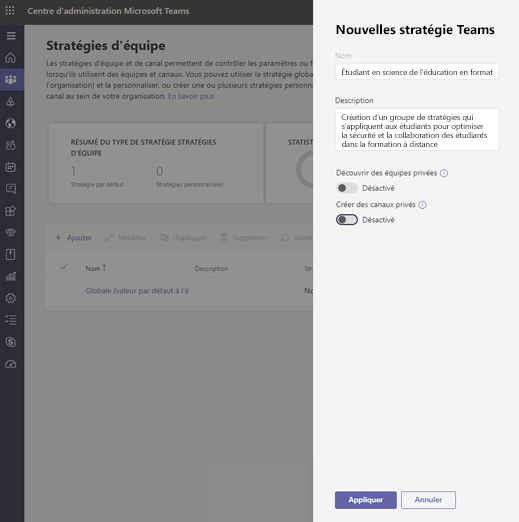 Centre d'administration Microsoft Teams
Stratégies d'équipe
Les stratégies d'équipe et de canal permettent de contrôler les paramètres ou f
lorsqu'ils utilisent des équipes et canaux. Vous pouvez utiliser la stratégie globa
l'organisation) et la personnaliser, ou créer une ou plusieurs stratégies personn
canal au sein de votre organisation. En savoir plus
RÉSUMÉ DU TYPE DE STRATÉGIE STRATÉGIES
D'ÉQUIPE
1
Stratégie par défaut
0
Stratégies personnalisées
STATIST
Ajouter
Modifier
Dupliquer
Supprimer
Réinit
Nom ↑
Description
Str
Globale (valeur par défaut à l'é
No
Nouvelles stratégie Teams
Nom
Étudiant en science de l'éducation en format
Description
Création d'un groupe de stratégies qui
s'appliquent aux étudiants pour optimiser
la sécurité et la collaboration des étudiants
dans la formation à distance
Découvrir des équipes privées
Désactivé
Créer des canaux privés
Désactivé
Appliquer
Annuler